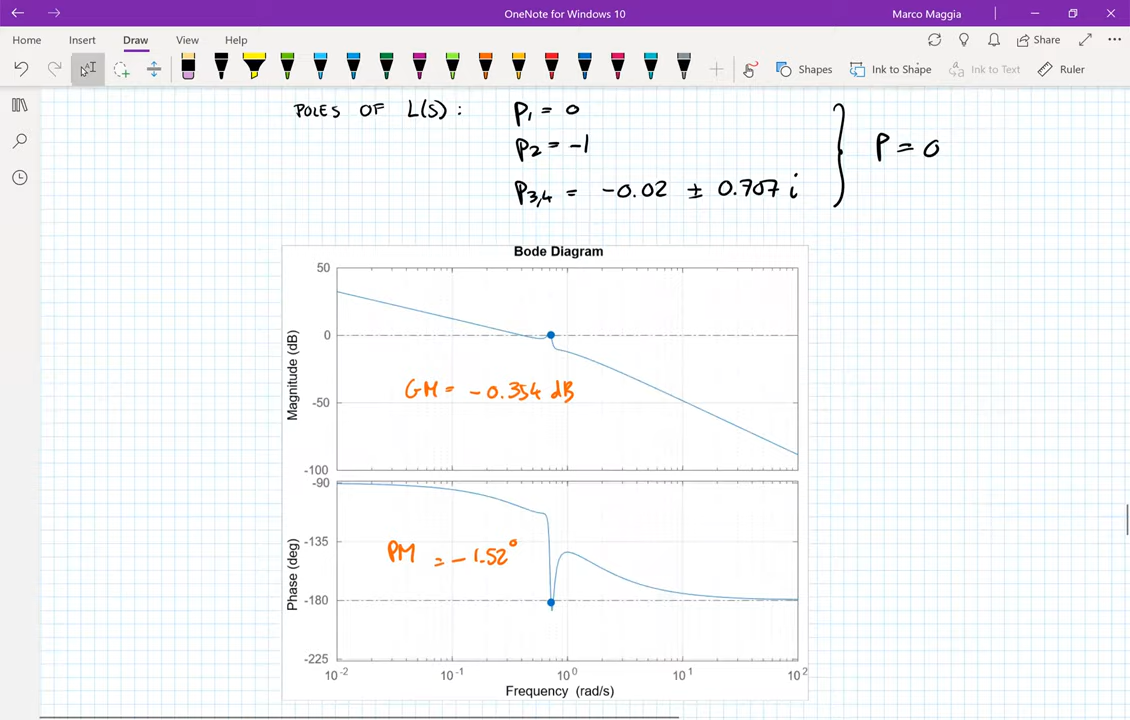 OneNote for Windows 10
Marco Maggia
Home Insert Draw View Help
Share
Shapes
Ink to Shape
Ink to Text
Ruler
POLES OF L(S) : P1 = 0
P2 = -1
P3,4 = -0.02 ± 0.707 i
P = 0
Bode Diagram
Magnitude (dB)
50
0
-50
-100
GM = -0.354 dB
Phase (deg)
-90
-135
-180
-225
PM = -1.52°
10-2 10-1 100 101 102
Frequency (rad/s)